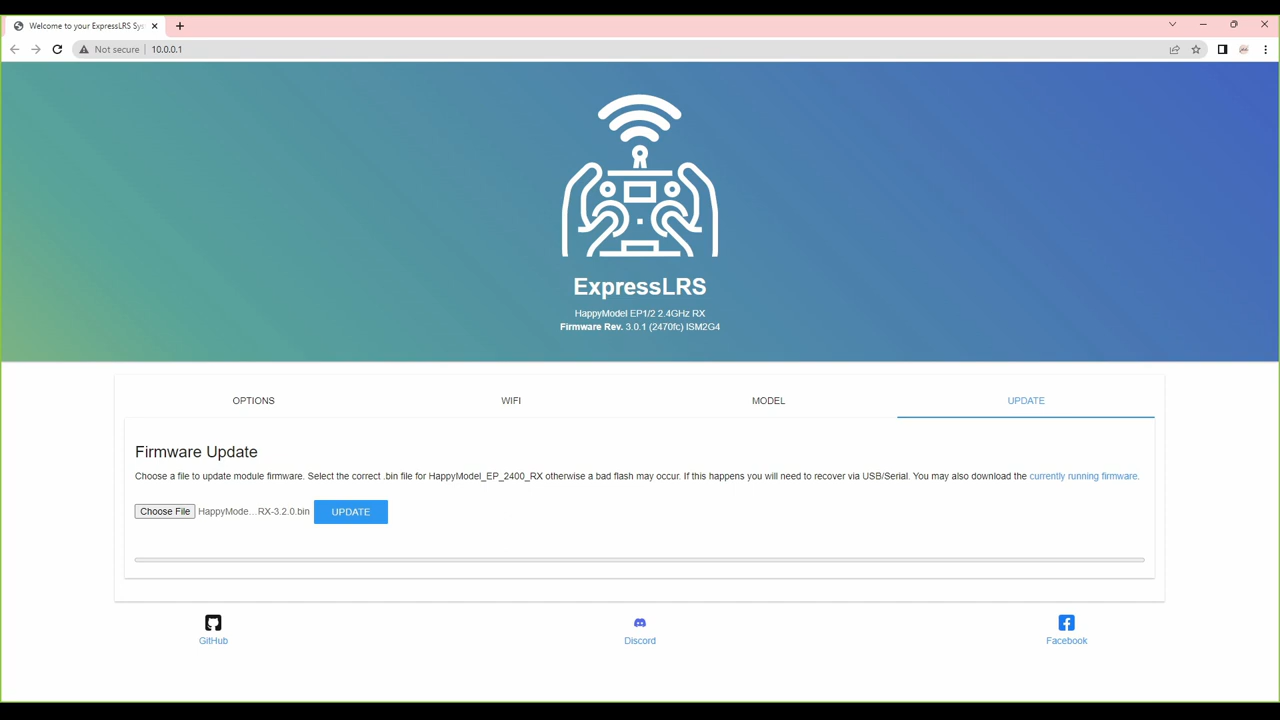 Welcome to your ExpressLRS Sys
Not secure
10.0.0.1
ExpressLRS
HappyModel EP1/2 2.4GHz RX
Firmware Rev. 3.0.1 (2470fc) ISM2G4
OPTIONS
WIFI
MODEL
UPDATE
Firmware Update
Choose a file to update module firmware. Select the correct .bin file for HappyModel_EP_2400_RX otherwise a bad flash may occur. If this happens you will need to recover via USB/Serial. You may also download the currently running firmware.
Choose File HappyMode...RX-3.2.0.bin UPDATE
GitHub
Discord
Facebook